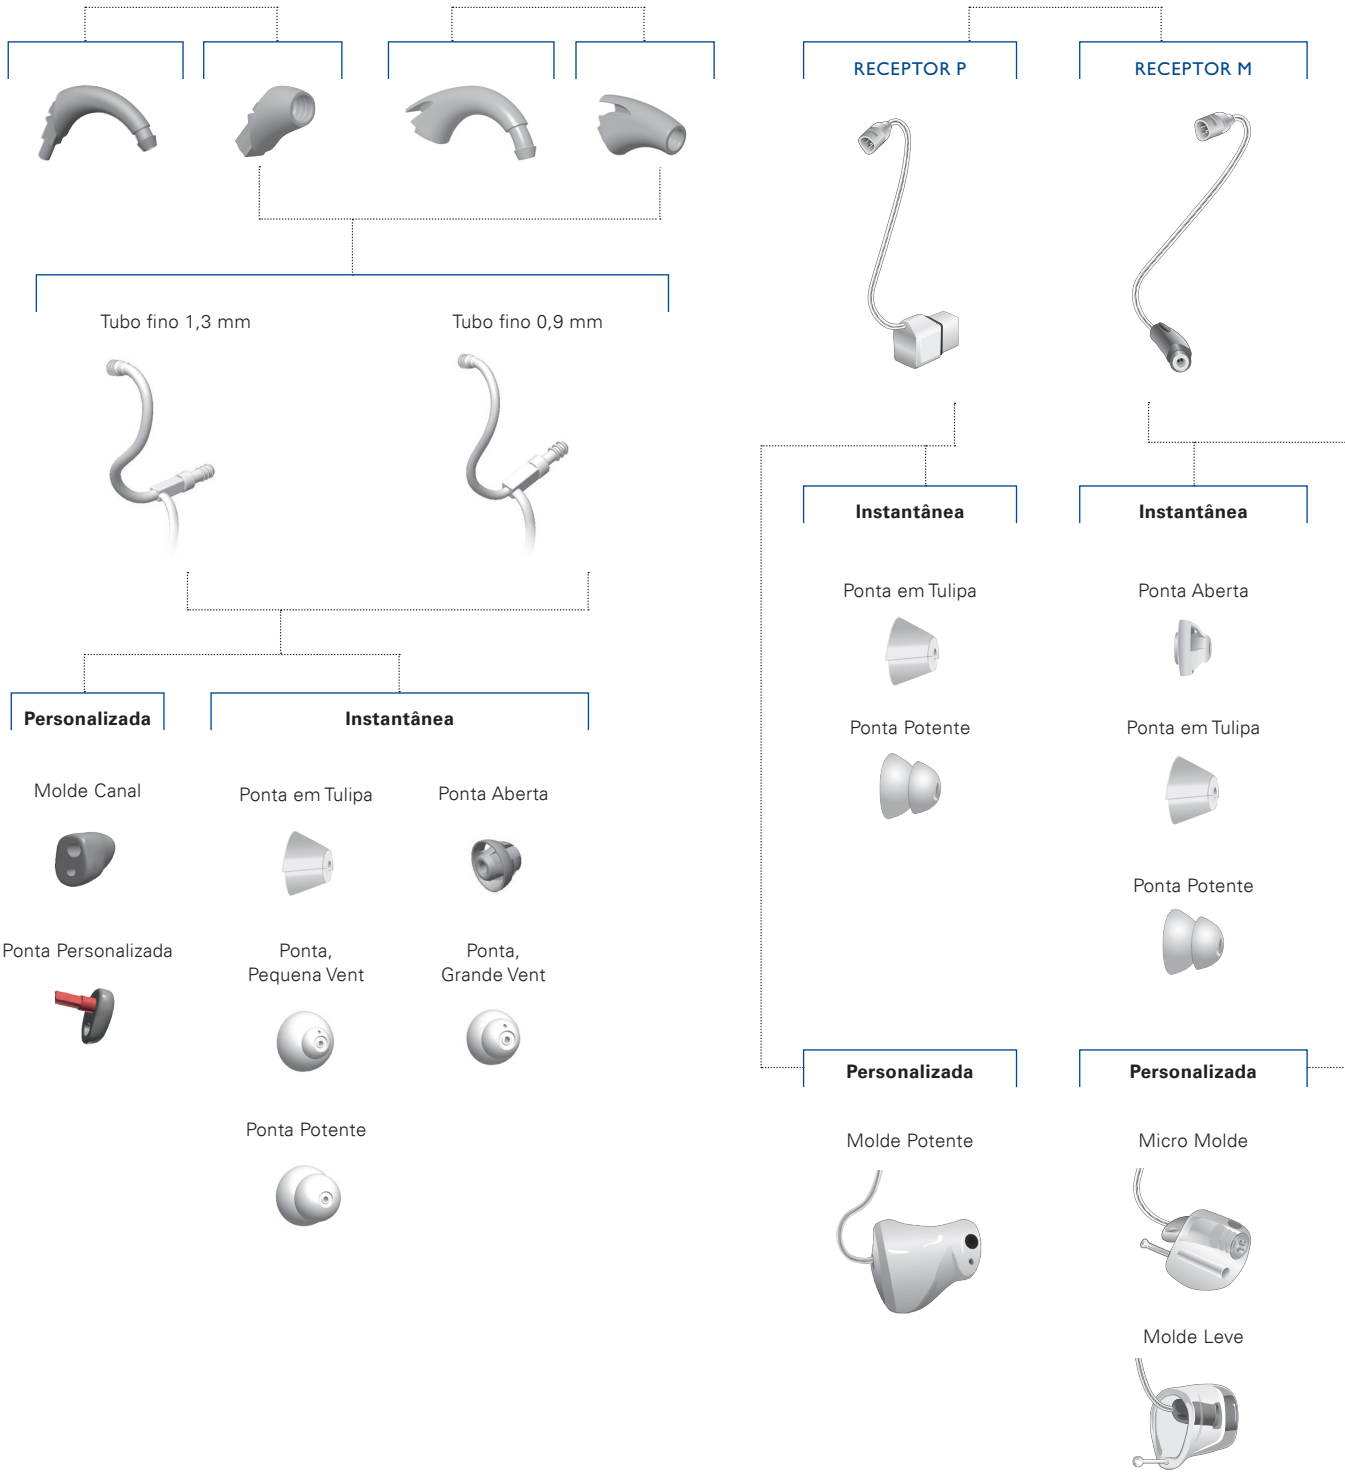 RECEPTOR P
RECEPTOR M
Tubo fino 1,3 mm
Tubo fino 0,9 mm
Personalizada
Instantânea
Molde Canal
Ponta em Tulipa
Ponta Aberta
Ponta Personalizada
Ponta,
Pequena Vent
Ponta,
Grande Vent
Ponta Potente
Instantânea
Ponta em Tulipa
Ponta Potente
Personalizada
Molde Potente
Instantânea
Ponta Aberta
Ponta em Tulipa
Ponta Potente
Personalizada
Micro Molde
Molde Leve